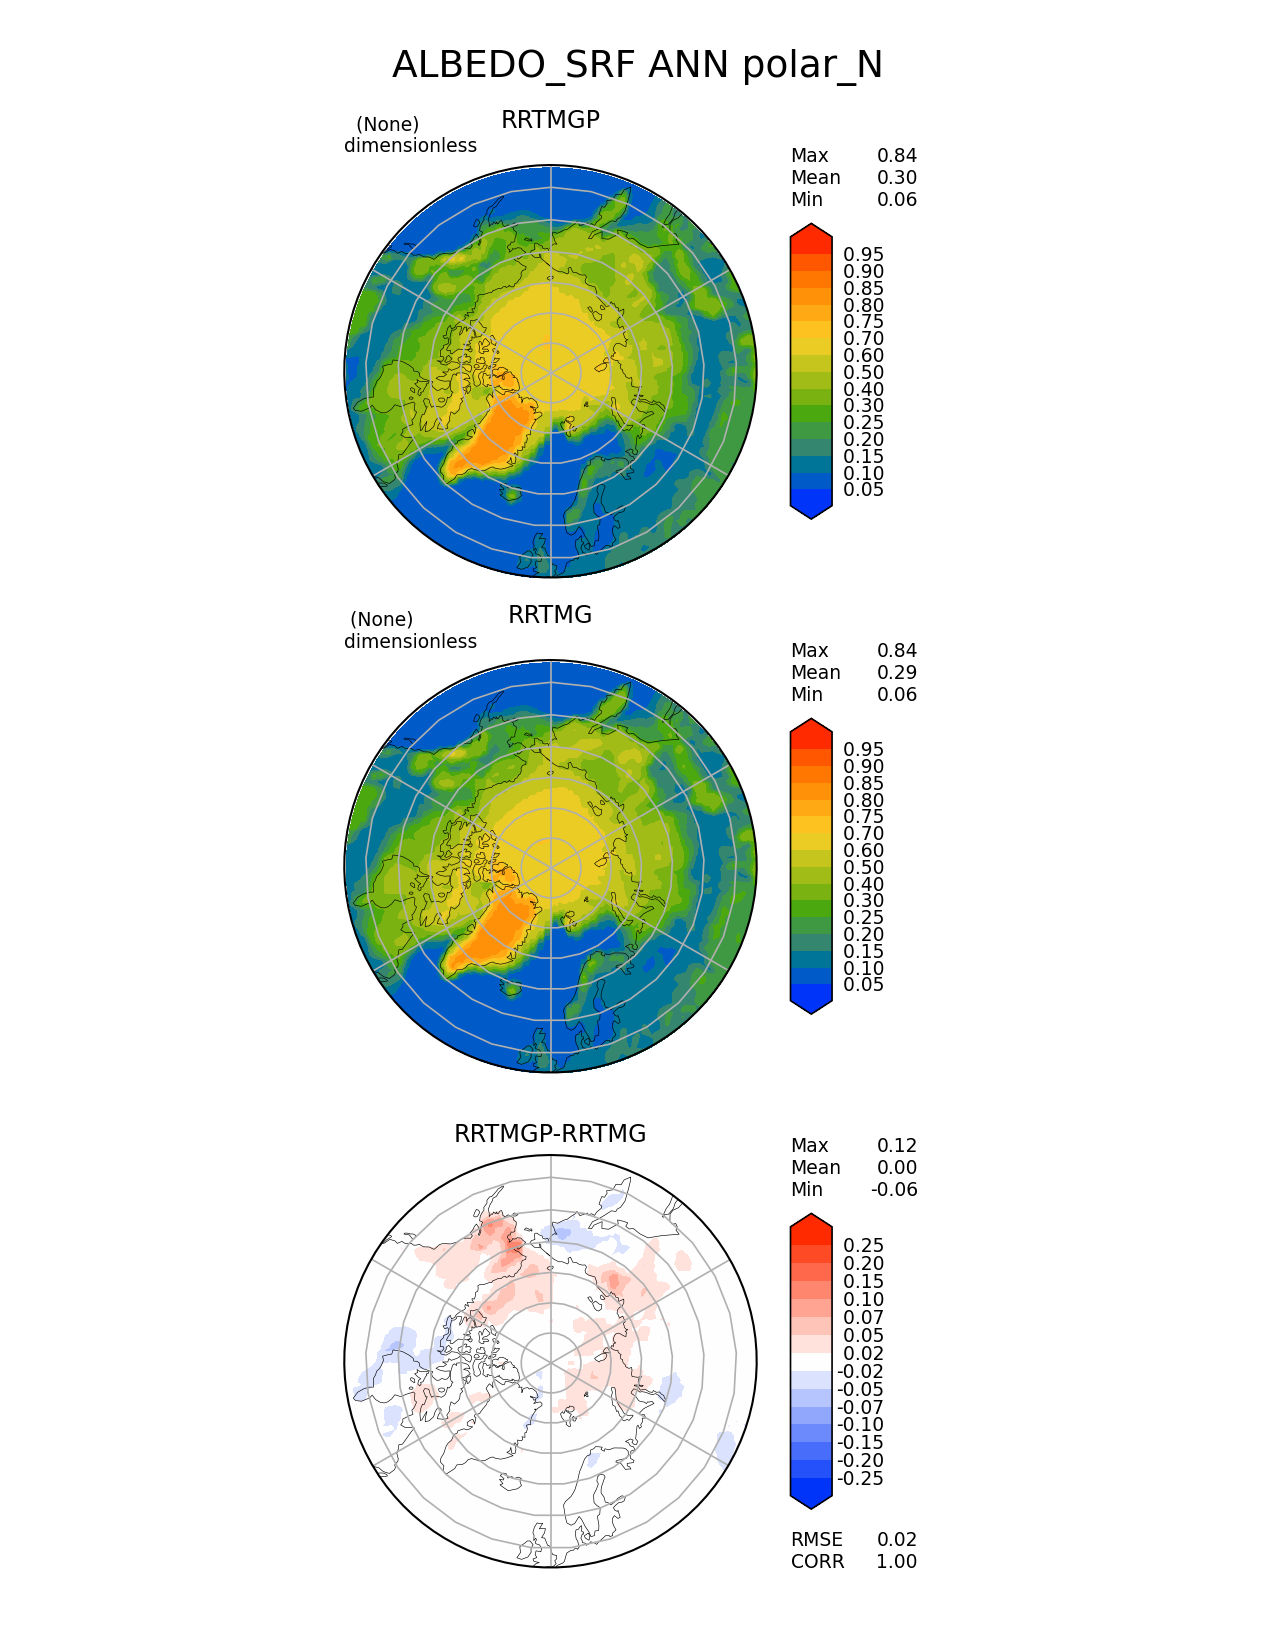 ALBEDO_SRF ANN polar_N
(None)
dimensionless
RRTMGP
Max 0.84
Mean 0.30
Min 0.06
0.95
0.90
0.85
0.80
0.75
0.70
0.60
0.50
0.40
0.30
0.25
0.20
0.15
0.10
0.05
(None)
dimensionless
RRTMG
Max 0.84
Mean 0.29
Min 0.06
0.95
0.90
0.85
0.80
0.75
0.70
0.60
0.50
0.40
0.30
0.25
0.20
0.15
0.10
0.05
RRTMGP-RRTMG
Max 0.12
Mean 0.00
Min -0.06
0.25
0.20
0.15
0.10
0.07
0.05
0.02
-0.02
-0.05
-0.07
-0.10
-0.15
-0.20
-0.25
RMSE 0.02
CORR 1.00